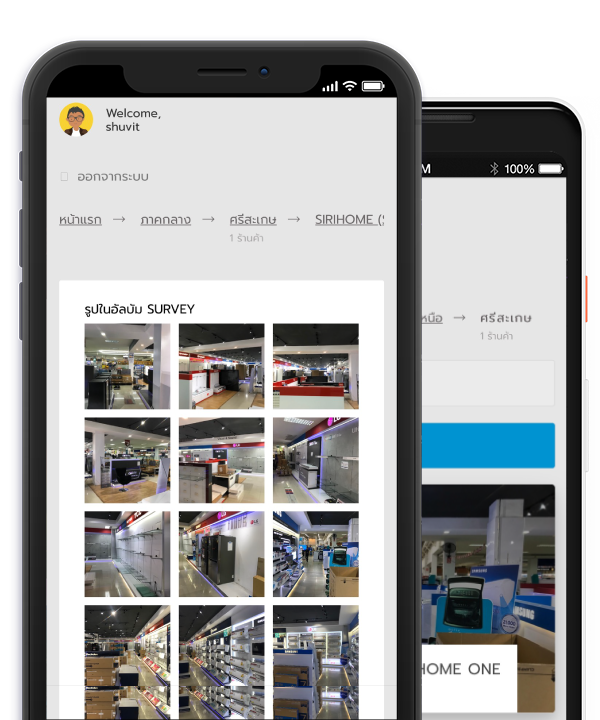 Welcome,
shuvit
ออกจากระบบ
หน้าแรก → ภาคกลาง → ศรีสะเกษ → SIRIHOME (
1 ร้านค้า
รูปในอัลบัม SURVEY
LG
M
100%
→ ศรีสะเกษ
1 ร้านค้า
SAMSUNG
SAMSUNG
HOME ONE